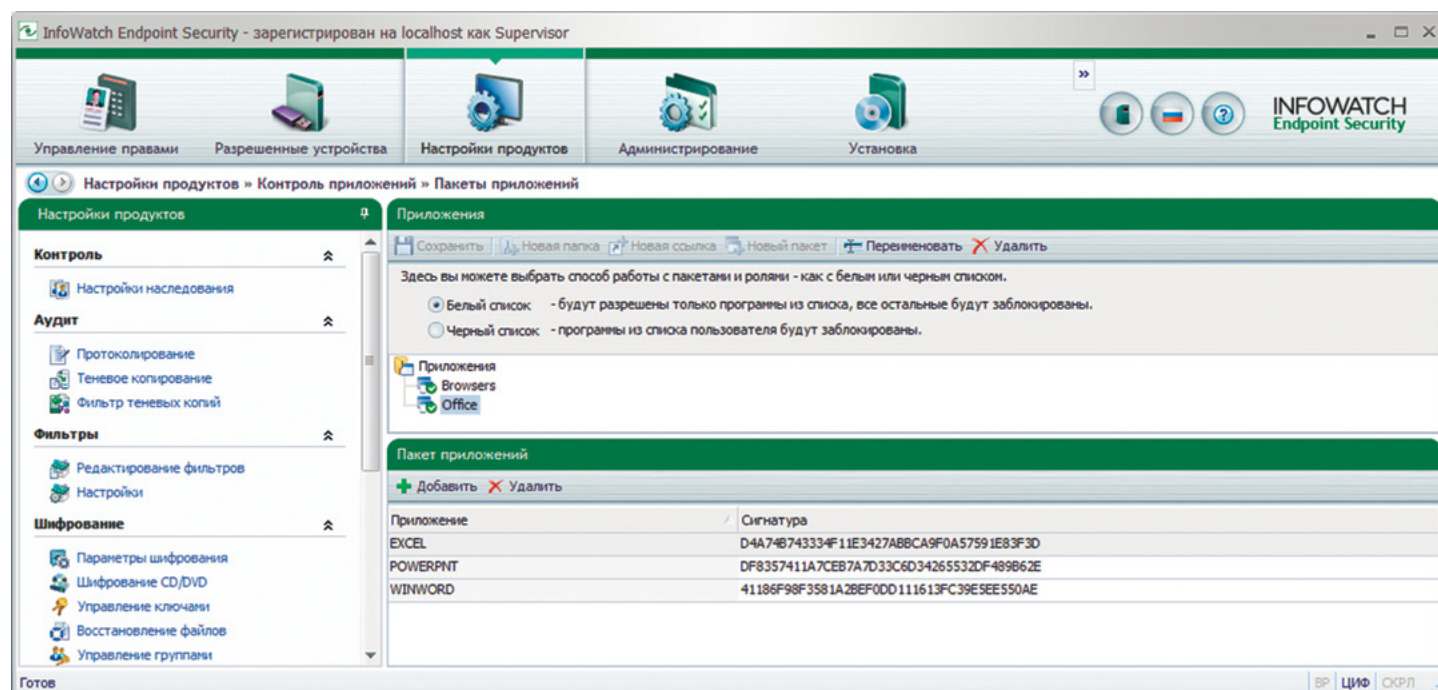 InfoWatch Endpoint Security - зарегистрирован на localhost как Supervisor
Управление правами
Разрешенные устройства
Настройки продуктов
Администрирование
Установка
»
INFOWATCH
Endpoint Security
Настройки продуктов » Контроль приложений » Пакеты приложений
Настройки продуктов
Контроль
Настройки наследования
Аудит
Протоколирование
Теневое копирование
Фильтр теневых копий
Фильтры
Редактирование фильтров
Настройки
Шифрование
Параметры шифрования
Шифрование CD/DVD
Управление ключами
Восстановление файлов
Управление группами
Приложения
Сохранить Новая папка Новая ссылка Новый пакет Переименовать Удалить
Здесь вы можете выбрать способ работы с пакетами и ролями - как с белым или черным списком.
Белый список - будут разрешены только программы из списка, все остальные будут заблокированы.
Черный список - программы из списка пользователя будут заблокированы.
Приложения
Browsers
Office
Пакет приложений
Добавить Удалить
Приложение Сигнатура
EXCEL D4A74B743334F11E3427ABBCA9F0A57591E83F3D
POWERPNT DF8357411A7CEB7A7D33C6D34265532DF489B62E
WINWORD 41186F98F3581A2BEF0DD111613FC39E5EE550AE
Готов
ВР ЦИФ СКРЛ